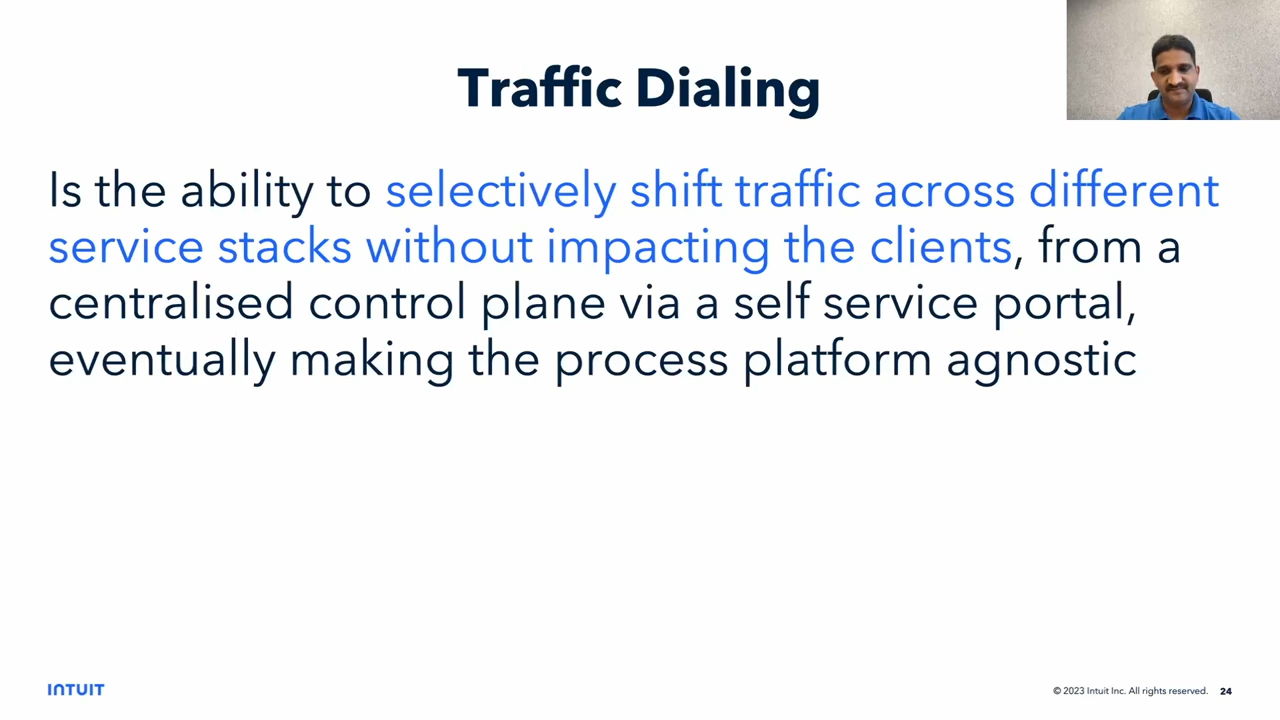 Traffic Dialing
Is the ability to selectively shift traffic across different
service stacks without impacting the clients, from a
centralised control plane via a self service portal,
eventually making the process platform agnostic
INTUIT
© 2023 Intuit Inc. All rights reserved. 24